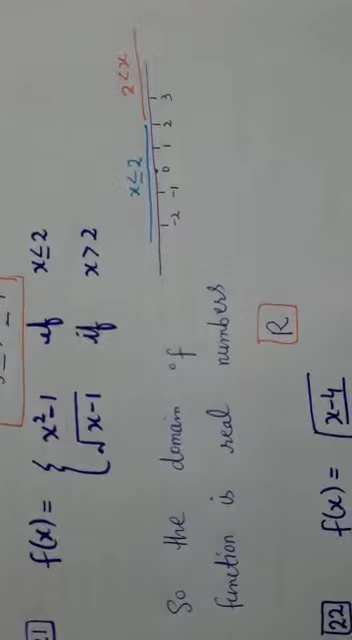 21 f(x) = { x²-1 if x≤2
√x-1 if x>2
x≤2 2<x
-2 -1 0 1 2 3
So the domain of
function is real numbers
R
22 f(x) = √x-4